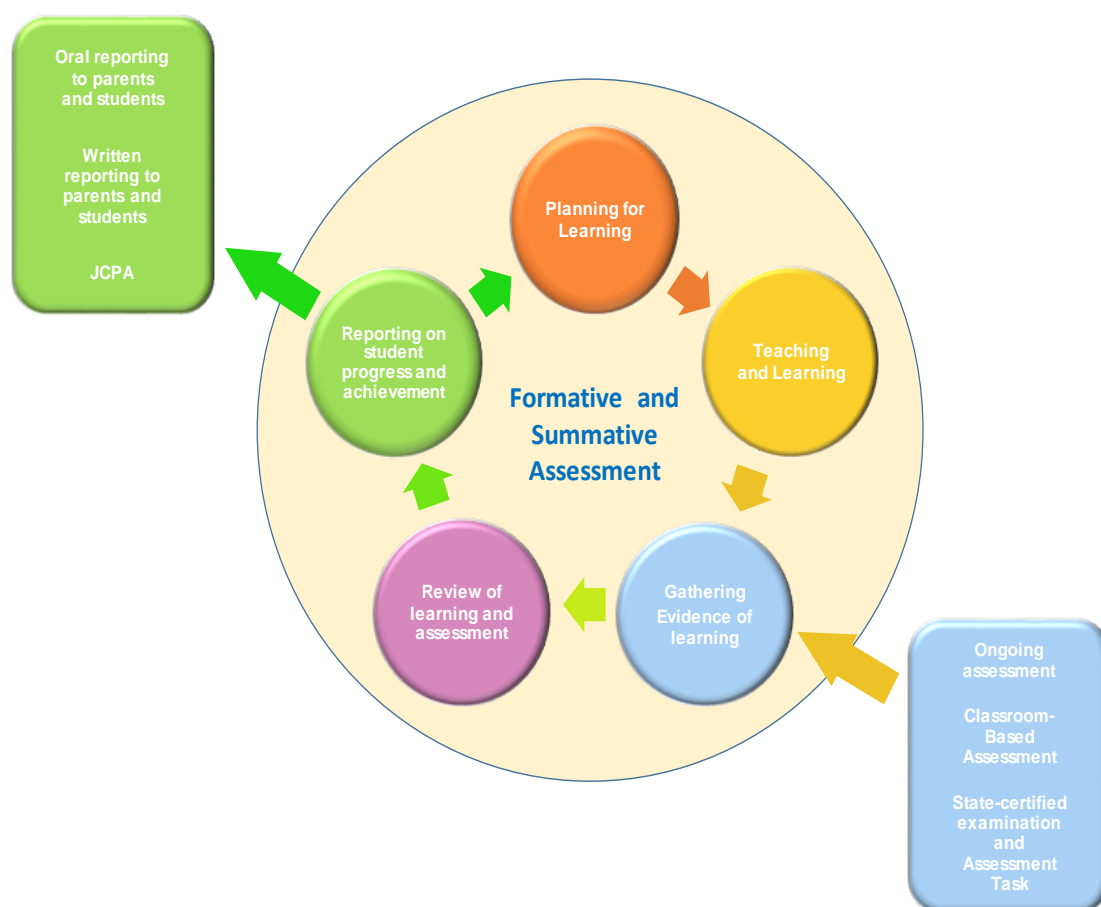 Oral reporting
to parents
and students
Written
reporting to
parents and
students
JCPA
Planning for
Learning
Teaching
and Learning
Reporting on
student
progress and
achievement
Formative and
Summative
Assessment
Review of
learning and
assessment
Gathering
Evidence of
learning
Ongoing
assessment
Classroom-
Based
Assessment
State-certified
examination
and
Assessment
Task